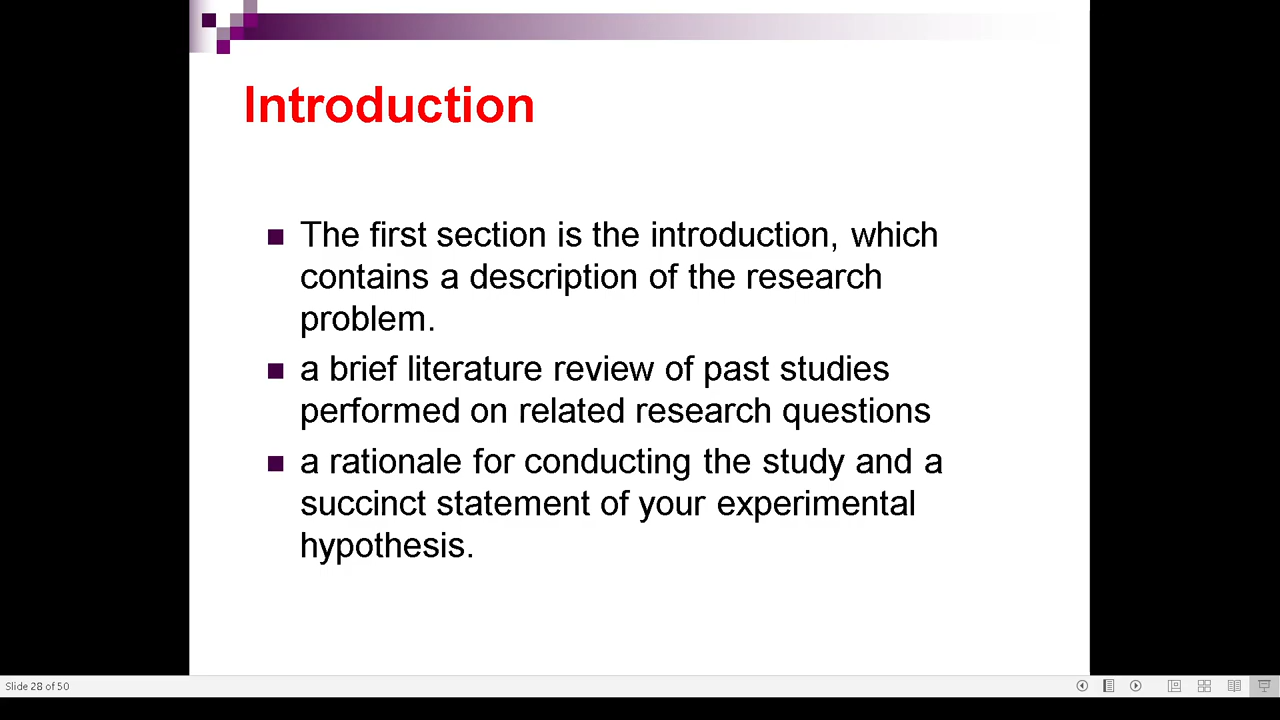 Introduction
The first section is the introduction, which
contains a description of the research
problem.
a brief literature review of past studies
performed on related research questions
a rationale for conducting the study and a
succinct statement of your experimental
hypothesis.
Slide 28 of 50